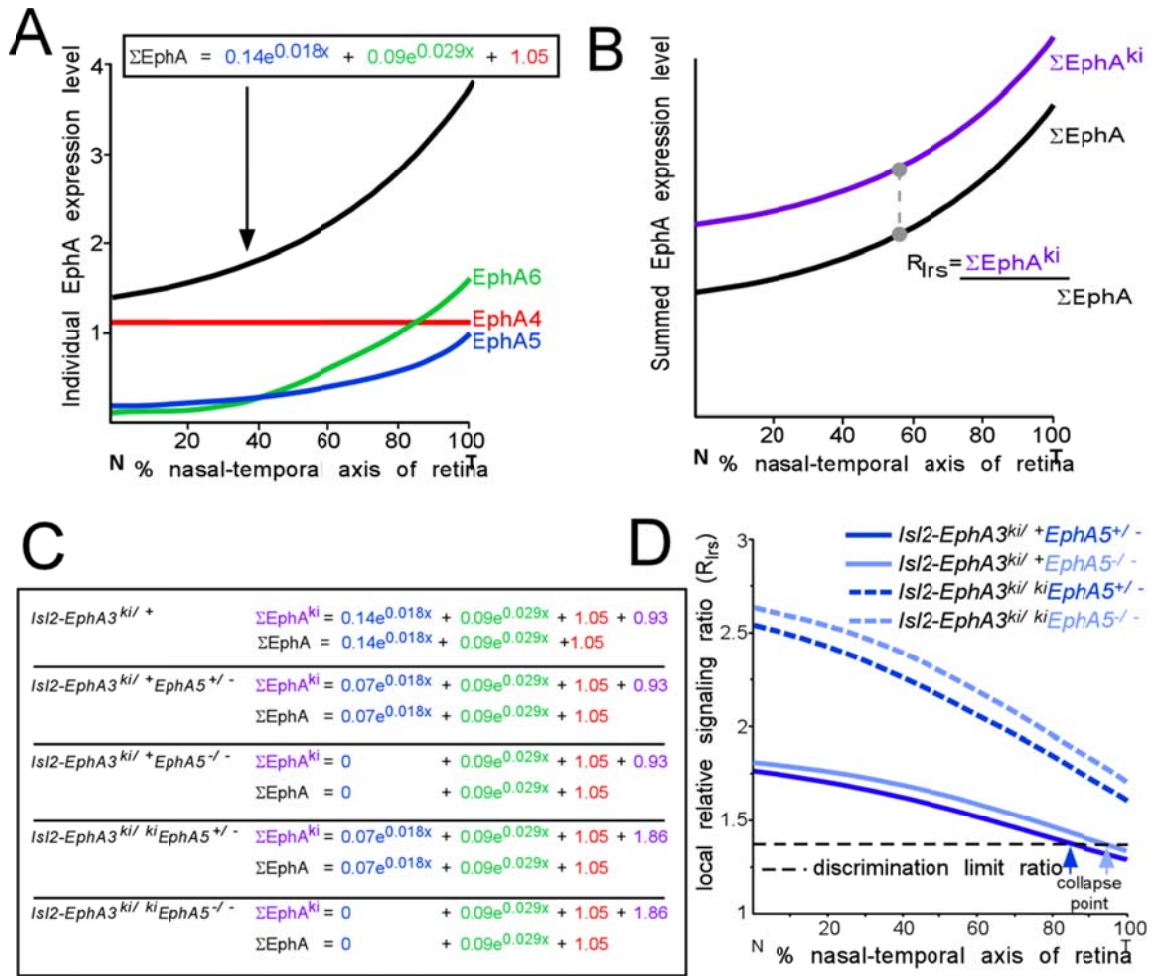 A
ΣEphA = 0.14e^0.018x + 0.09e^0.029x + 1.05
Individual EphA expression level
4
3
2
1
EphA6
EphA4
EphA5
20 40 60 80 100
N % nasal-temporal axis of retina T
B
Summed EphA expression level
ΣEphA^ki
ΣEphA
R_lrs = ΣEphA^ki
ΣEphA
20 40 60 80 100
N % nasal-temporal axis of retina T
C
Isl2-EphA3^ki/+ ΣEphA^ki = 0.14e^0.018x + 0.09e^0.029x + 1.05 + 0.93
ΣEphA = 0.14e^0.018x + 0.09e^0.029x + 1.05
Isl2-EphA3^ki/+ EphA5^+/- ΣEphA^ki = 0.07e^0.018x + 0.09e^0.029x + 1.05 + 0.93
ΣEphA = 0.07e^0.018x + 0.09e^0.029x + 1.05
Isl2-EphA3^ki/+ EphA5^-/- ΣEphA^ki = 0 + 0.09e^0.029x + 1.05 + 0.93
ΣEphA = 0 + 0.09e^0.029x + 1.05
Isl2-EphA3^ki/ki EphA5^+/- ΣEphA^ki = 0.07e^0.018x + 0.09e^0.029x + 1.05 + 1.86
ΣEphA = 0.07e^0.018x + 0.09e^0.029x + 1.05
Isl2-EphA3^ki/ki EphA5^-/- ΣEphA^ki = 0 + 0.09e^0.029x + 1.05 + 1.86
ΣEphA = 0 + 0.09e^0.029x + 1.05
D
Isl2-EphA3^ki/+ EphA5^+/-
Isl2-EphA3^ki/+ EphA5^-/-
Isl2-EphA3^ki/ki EphA5^+/-
Isl2-EphA3^ki/ki EphA5^-/-
local relative signaling ratio (R_lrs)
3
2.5
2
1.5
1
discrimination limit ratio
collapse
point
0 20 40 60 80 100
N % nasal-temporal axis of retina T